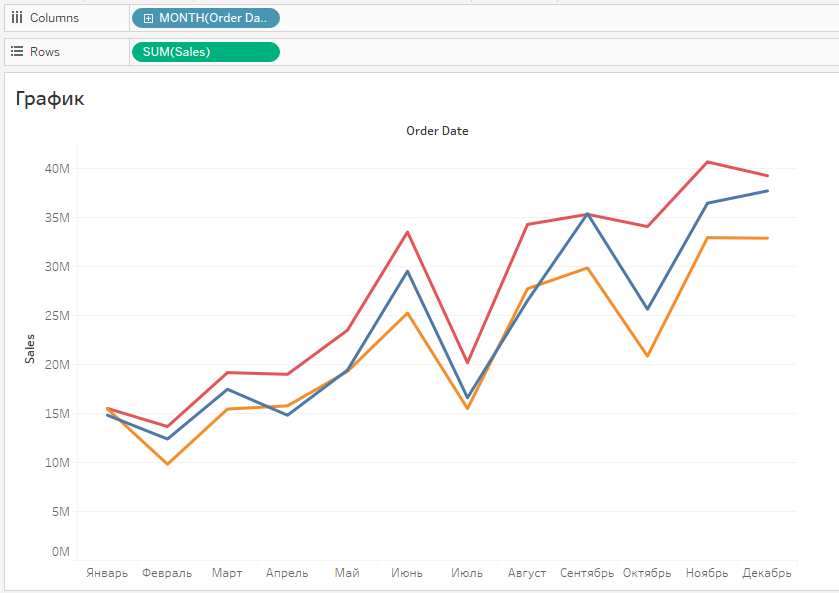 Columns
MONTH(Order Da..
Rows
SUM(Sales)
График
Order Date
Sales
40M
35M
30M
25M
20M
15M
10M
5M
0M
Январь Февраль Март Апрель Май Июнь Июль Август Сентябрь Октябрь Ноябрь Декабрь